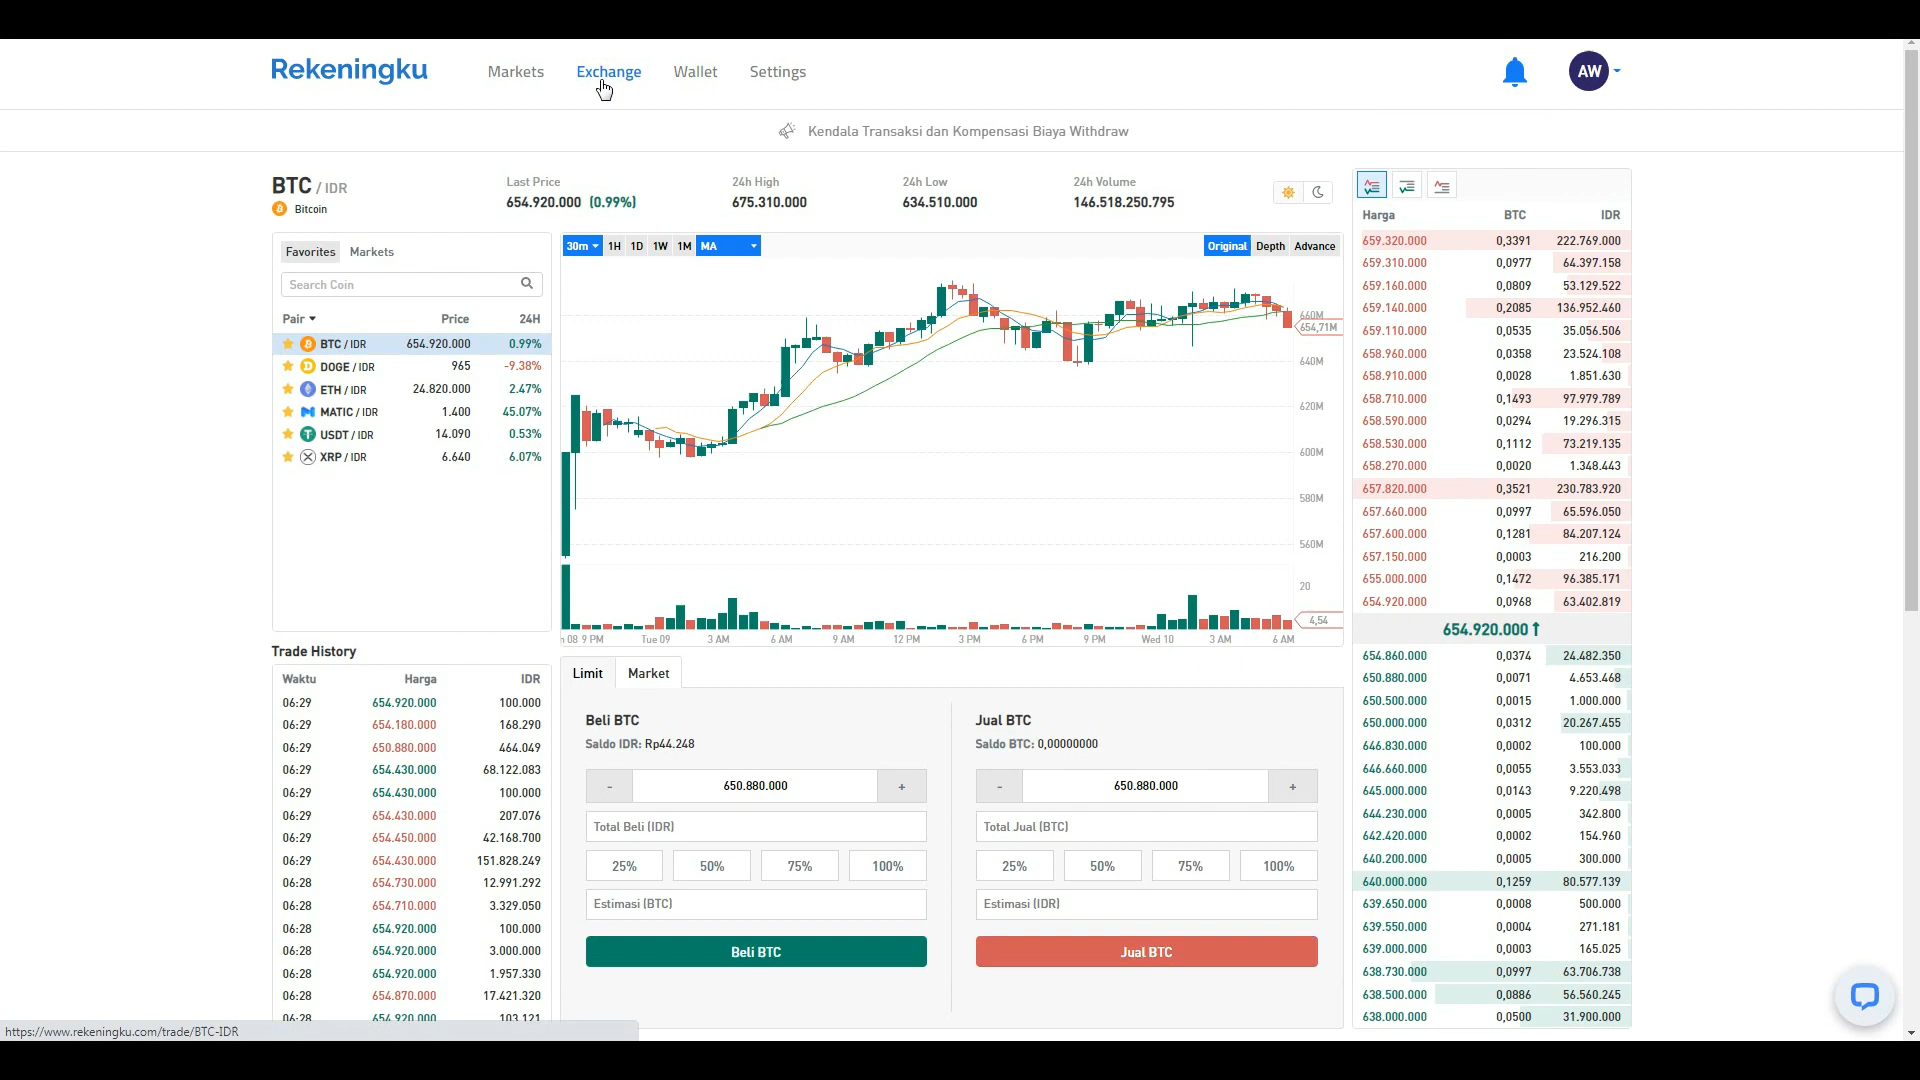 Rekeningku
Markets Exchange Wallet Settings
AW
Kendala Transaksi dan Kompensasi Biaya Withdraw
BTC / IDR
Bitcoin
Last Price
654.920.000 (0.99%)
24h High
675.310.000
24h Low
634.510.000
24h Volume
146.518.250.795
Favorites Markets
Search Coin
Pair Price 24H
BTC / IDR 654.920.000 0.99%
DOGE / IDR 965 -9.38%
ETH / IDR 24.820.000 2.47%
MATIC / IDR 1.400 45.07%
USDT / IDR 14.090 0.53%
XRP / IDR 6.640 6.07%
Trade History
Waktu Harga IDR
06:29 654.920.000 100.000
06:29 654.180.000 168.290
06:29 650.880.000 464.049
06:29 654.430.000 68.122.083
06:29 654.430.000 100.000
06:29 654.430.000 207.076
06:29 654.450.000 42.168.700
06:29 654.430.000 151.828.249
06:28 654.730.000 12.991.292
06:28 654.710.000 3.329.050
06:28 654.920.000 100.000
06:28 654.920.000 3.000.000
06:28 654.920.000 1.957.330
06:28 654.870.000 17.421.320
06:28 654.920.000 103.121
https://www.rekeningku.com/trade/BTC-IDR
30m 1H 1D 1W 1M MA Original Depth Advance
660M
654,71M
640M
620M
600M
580M
560M
20
4,54
08 9 PM Tue 09 3 AM 6 AM 9 AM 12 PM 3 PM 6 PM 9 PM Wed 10 3 AM 6 AM
Limit Market
Beli BTC
Saldo IDR: Rp44.248
- 650.880.000 +
Total Beli (IDR)
25% 50% 75% 100%
Estimasi (BTC)
Beli BTC
Jual BTC
Saldo BTC: 0,00000000
- 650.880.000 +
Total Jual (BTC)
25% 50% 75% 100%
Estimasi (IDR)
Jual BTC
Harga BTC IDR
659.320.000 0,3391 222.769.000
659.310.000 0,0977 64.397.158
659.160.000 0,0809 53.129.522
659.140.000 0,2085 136.952.460
659.110.000 0,0535 35.056.506
658.960.000 0,0358 23.524.108
658.910.000 0,0028 1.851.630
658.710.000 0,1493 97.979.789
658.590.000 0,0294 19.296.315
658.530.000 0,1112 73.219.135
658.270.000 0,0020 1.348.443
657.820.000 0,3521 230.783.920
657.660.000 0,0997 65.596.050
657.600.000 0,1281 84.207.124
657.150.000 0,0003 216.200
655.000.000 0,1472 96.385.171
654.920.000 0,0968 63.402.819
654.920.000 ↑
654.860.000 0,0374 24.482.350
650.880.000 0,0071 4.653.468
650.500.000 0,0015 1.000.000
650.000.000 0,0312 20.267.455
646.830.000 0,0002 100.000
646.660.000 0,0055 3.553.033
645.000.000 0,0143 9.220.498
644.230.000 0,0005 342.800
642.420.000 0,0002 154.960
640.200.000 0,0005 300.000
640.000.000 0,1259 80.577.139
639.650.000 0,0008 500.000
639.550.000 0,0004 271.181
639.000.000 0,0003 165.025
638.730.000 0,0997 63.706.738
638.500.000 0,0886 56.560.245
638.000.000 0,0500 31.900.000